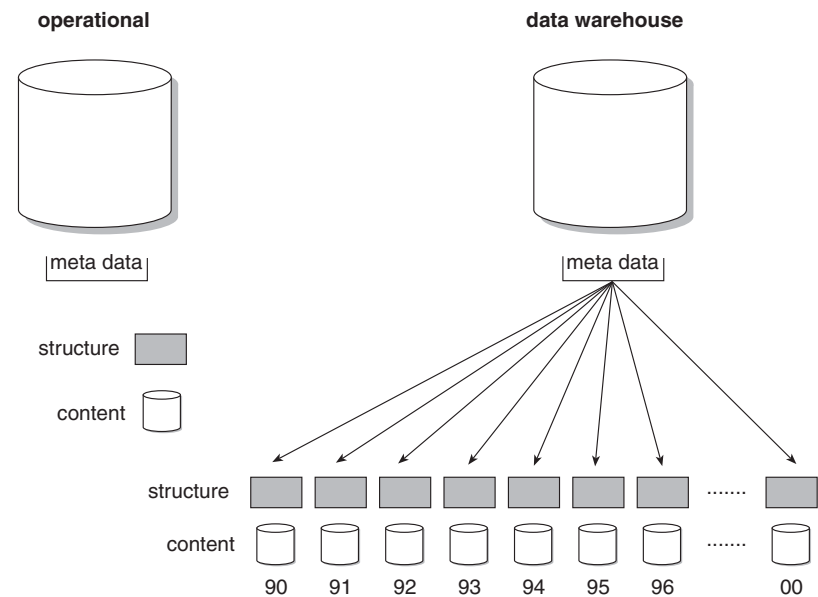 operational
data warehouse
meta data
meta data
structure
content
structure .......
content .......
90 91 92 93 94 95 96 00